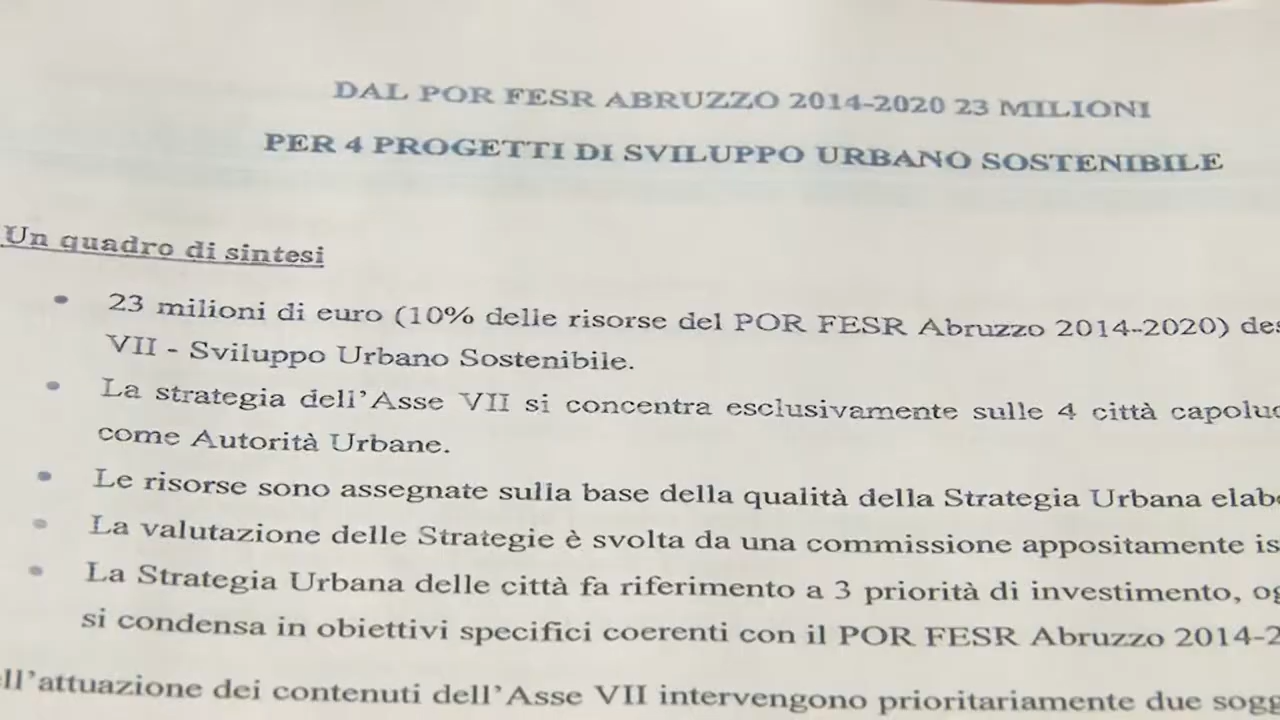 DAL POR FESR ABRUZZO 2014-2020 23 MILIONI
PER 4 PROGETTI DI SVILUPPO URBANO SOSTENIBILE
Un quadro di sintesi
• 23 milioni di euro (10% delle risorse del POR FESR Abruzzo 2014-2020)
VII - Sviluppo Urbano Sostenibile.
• La strategia dell'Asse VII si concentra esclusivamente sulle 4 città
come Autorità Urbane.
• Le risorse sono assegnate sulla base della qualità della Strategia Urbana
• La valutazione delle Strategie è svolta da una commissione appositamente
• La Strategia Urbana delle città fa riferimento a 3 priorità di investimento,
si condensa in obiettivi specifici coerenti con il POR FESR Abruzzo
attuazione dei contenuti dell'Asse VII intervengono prioritariamente due